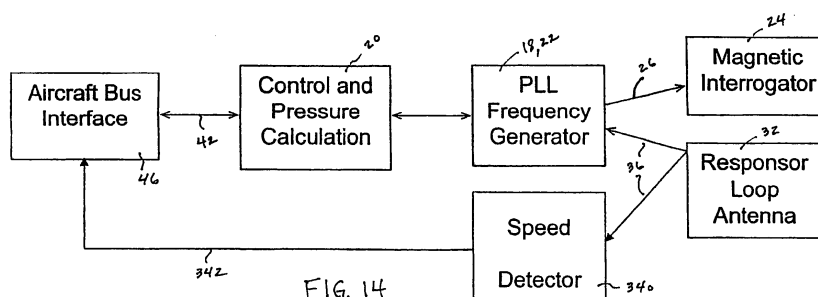 20
18,22
24
Aircraft Bus
Interface
46
42
Control and
Pressure
Calculation
PLL
Frequency
Generator
26
Magnetic
Interrogator
36
32
Responsor
Loop
Antenna
Speed
Detector
340
342
FIG. 14